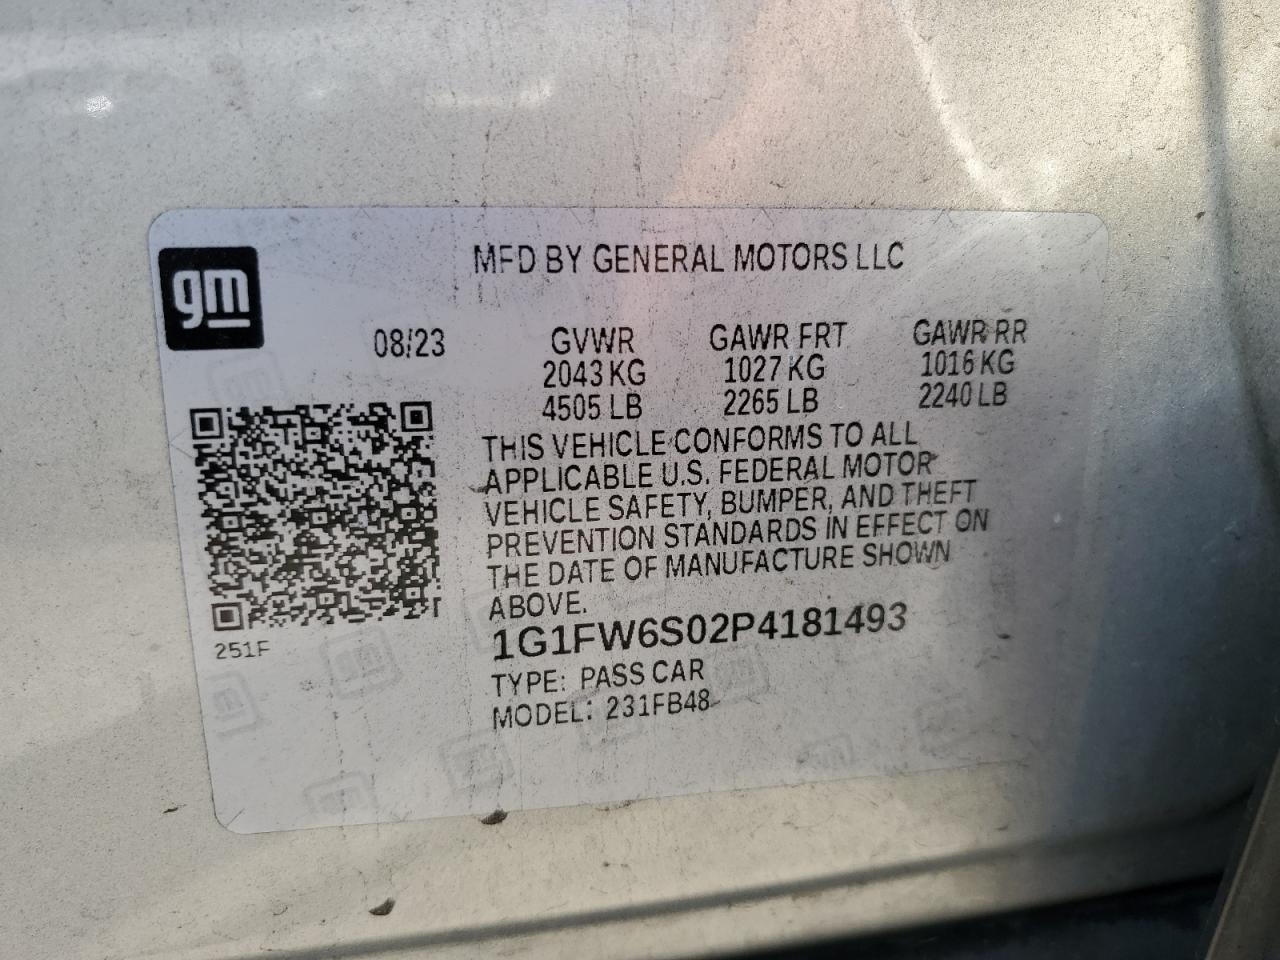 gm
MFD BY GENERAL MOTORS LLC
08/23 GVWR GAWR FRT GAWR RR
2043 KG 1027 KG 1016 KG
4505 LB 2265 LB 2240 LB
THIS VEHICLE CONFORMS TO ALL
APPLICABLE U.S. FEDERAL MOTOR
VEHICLE SAFETY, BUMPER, AND THEFT
PREVENTION STANDARDS IN EFFECT ON
THE DATE OF MANUFACTURE SHOWN
ABOVE.
251F
1G1FW6S02P4181493
TYPE: PASS CAR
MODEL: 231FB48